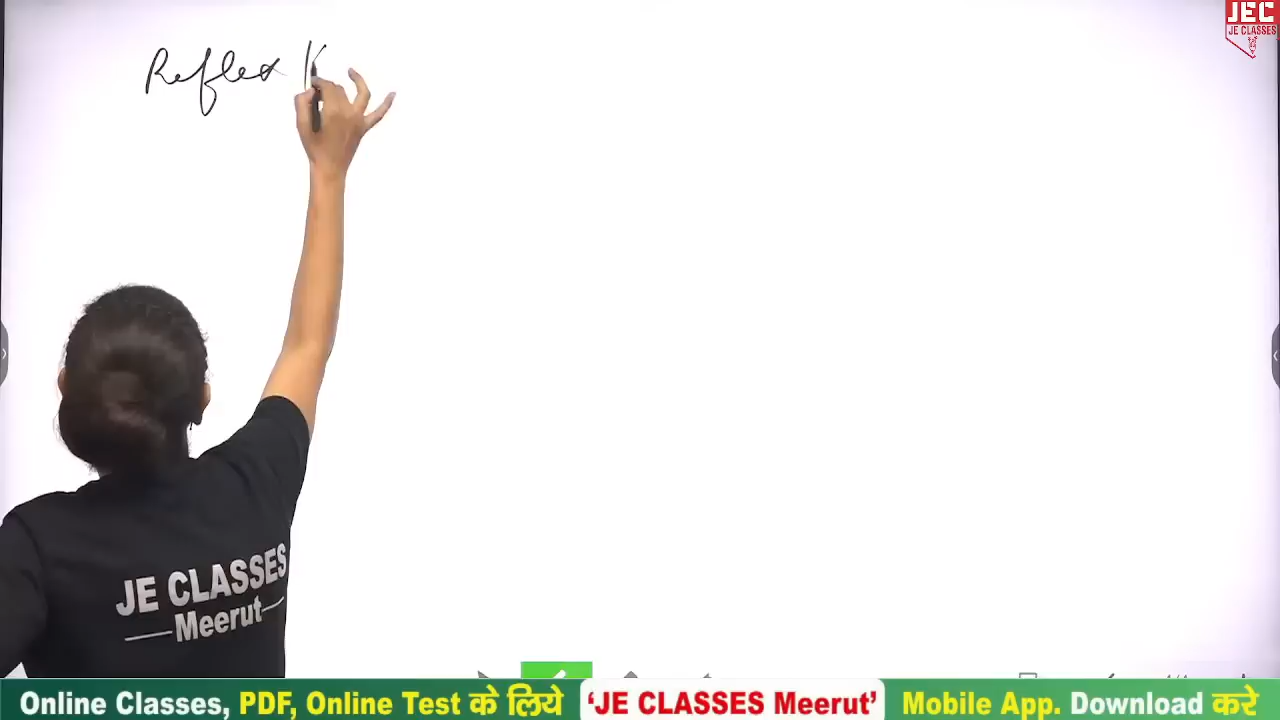 Reflex K
JEC
JE CLASSES
JE CLASSES
Meerut
Online Classes, PDF, Online Test के लिये 'JE CLASSES Meerut' Mobile App. Download करे